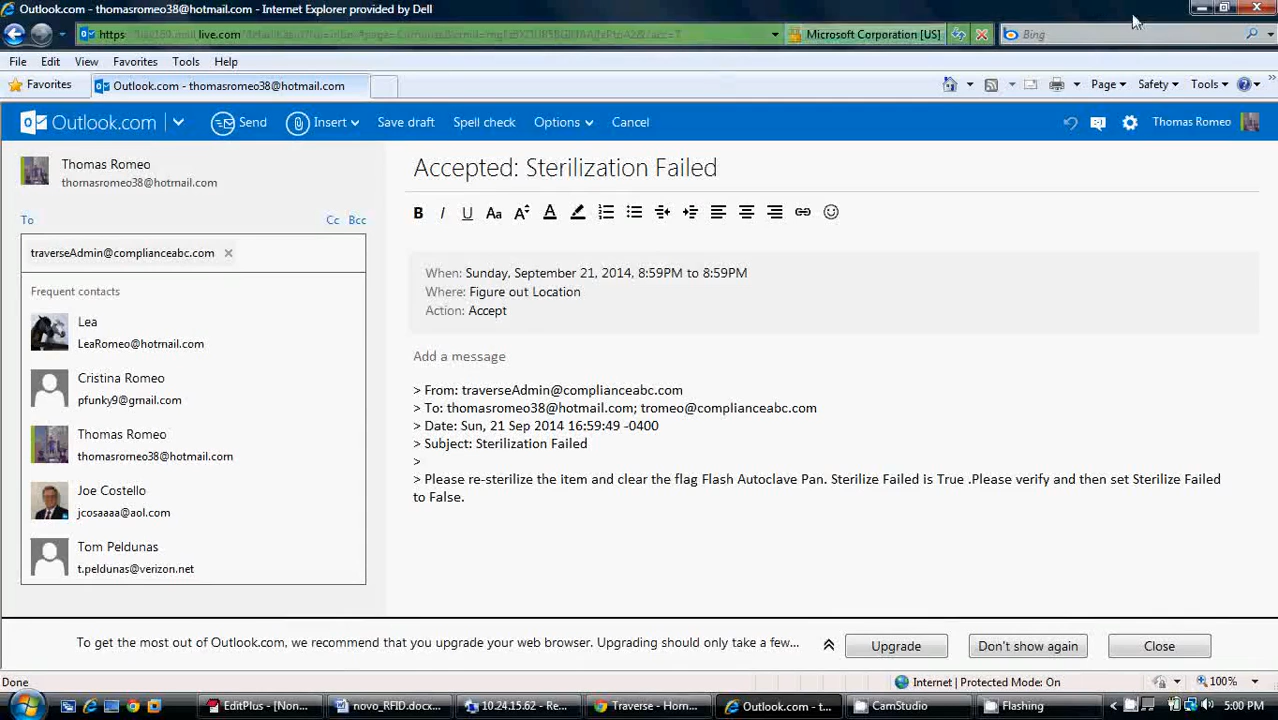 Outlook.com - thomasromeo38@hotmail.com - Internet Explorer provided by Dell
https live.com Microsoft Corporation [US] Bing
File Edit View Favorites Tools Help
Favorites Outlook.com - thomasromeo38@hotmail.com Page Safety Tools
Outlook.com Send Insert Save draft Spell check Options Cancel Thomas Romeo
Thomas Romeo
thomasromeo38@hotmail.com
To Cc Bcc
traverseAdmin@complianceabc.com
Frequent contacts
Lea
LeaRomeo@hotmail.com
Cristina Romeo
pfunky9@gmail.com
Thomas Romeo
thomasromeo38@hotmail.com
Joe Costello
jcosaaaa@aol.com
Tom Peldunas
t.peldunas@verizon.net
Accepted: Sterilization Failed
B I U Aa A A
When: Sunday, September 21, 2014, 8:59PM to 8:59PM
Where: Figure out Location
Action: Accept
Add a message
> From: traverseAdmin@complianceabc.com
> To: thomasromeo38@hotmail.com; tromeo@complianceabc.com
> Date: Sun, 21 Sep 2014 16:59:49 -0400
> Subject: Sterilization Failed
>
> Please re-sterilize the item and clear the flag Flash Autoclave Pan. Sterilize Failed is True .Please verify and then set Sterilize Failed
to False.
To get the most out of Outlook.com, we recommend that you upgrade your web browser. Upgrading should only take a few... Upgrade Don't show again Close
Done Internet | Protected Mode: On 100%
EditPlus - [Non... novo_RFID.docx... 10.24.15.62 - Re... Traverse - Horn... Outlook.com - t... CamStudio Flashing 5:00 PM